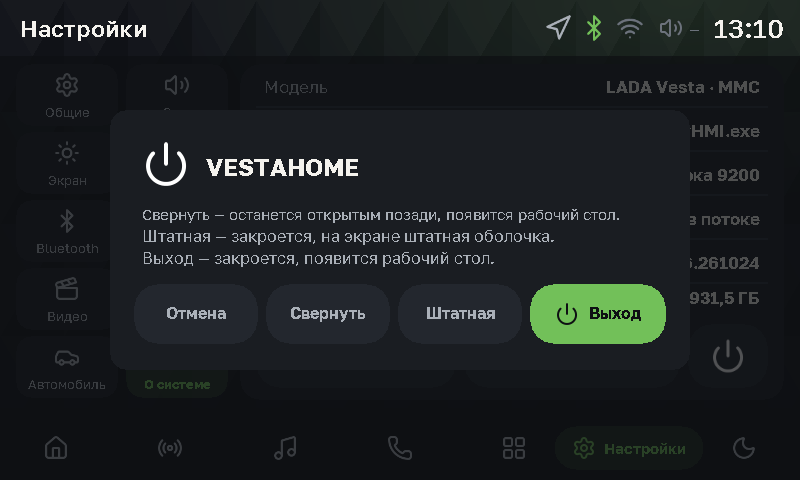 Настройки
– 13:10
Общие
Модель
LADA Vesta · MMC
HMI.exe
VESTAHOME
Экран
9200
Свернуть — останется открытым позади, появится рабочий стол.
в потоке
Штатная — закроется, на экране штатная оболочка.
Bluetooth
Выход — закроется, появится рабочий стол.
.261024
931,5 ГБ
Отмена
Свернуть
Штатная
Выход
Видео
Автомобиль
О системе
Настройки